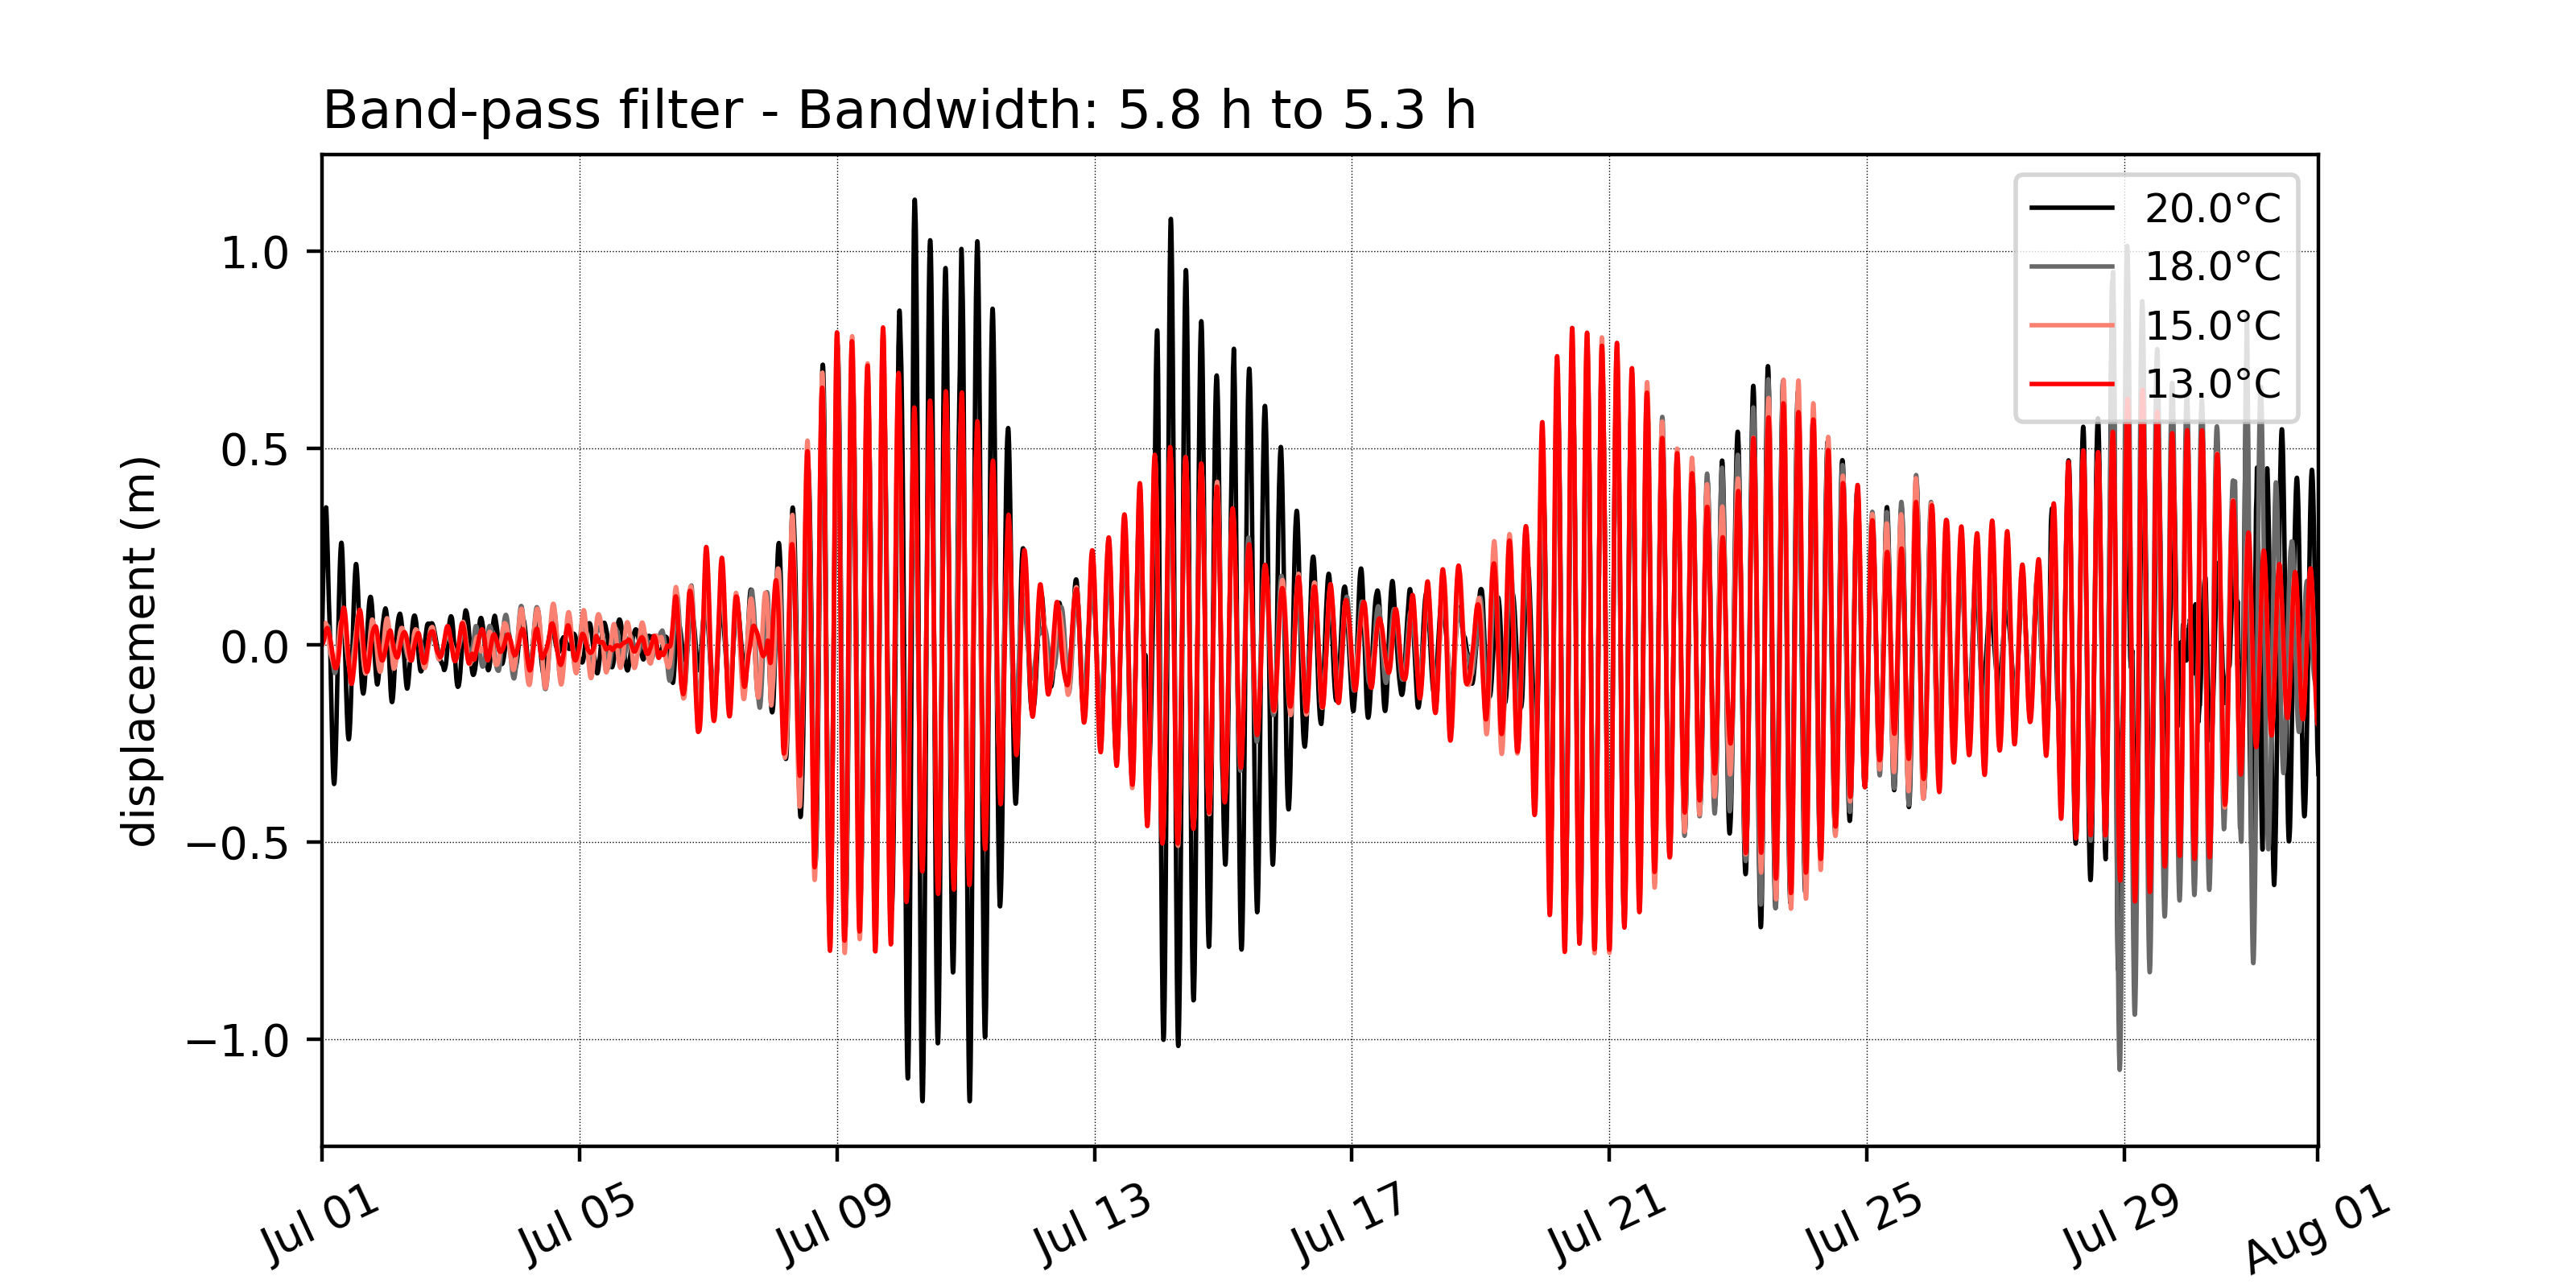 Band-pass filter - Bandwidth: 5.8 h to 5.3 h
20.0°C
18.0°C
15.0°C
13.0°C
1.0
0.5
0.0
−0.5
−1.0
displacement (m)
Jul 01
Jul 05
Jul 09
Jul 13
Jul 17
Jul 21
Jul 25
Jul 29
Aug 01